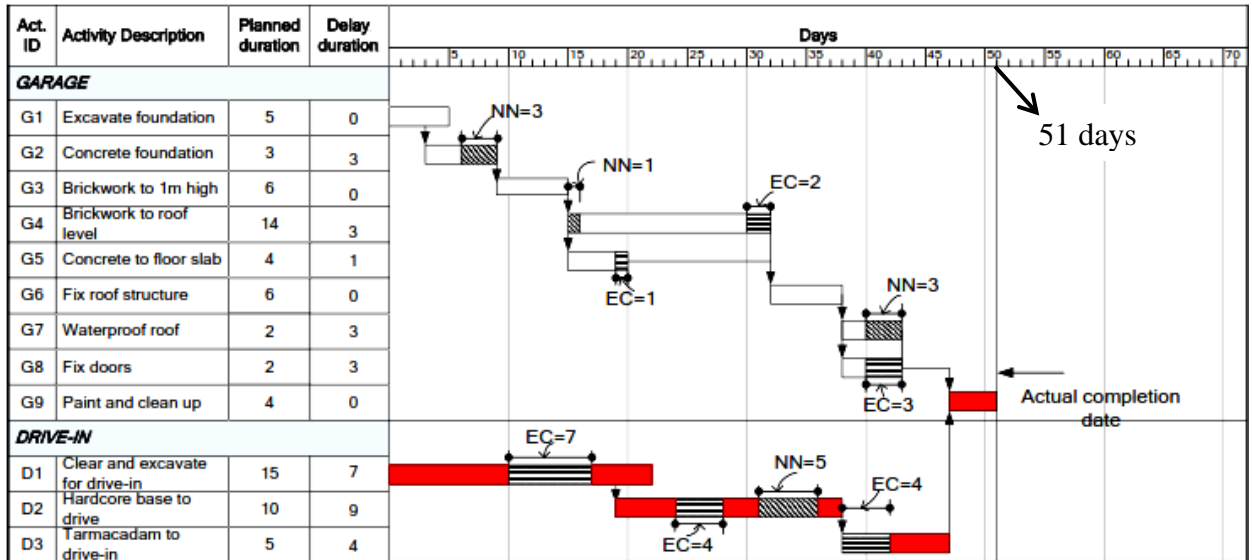 Act. ID Activity Description Planned duration Delay duration Days
5 10 15 20 25 30 35 40 45 50 55 60 65 70
51 days
GARAGE
G1 Excavate foundation 5 0
NN=3
G2 Concrete foundation 3 3
NN=1
G3 Brickwork to 1m high 6 0
EC=2
G4 Brickwork to roof level 14 3
G5 Concrete to floor slab 4 1
EC=1
G6 Fix roof structure 6 0
NN=3
G7 Waterproof roof 2 3
G8 Fix doors 2 3
EC=3
G9 Paint and clean up 4 0
Actual completion
date
DRIVE-IN
EC=7
D1 Clear and excavate for drive-in 15 7
NN=5
EC=4
D2 Hardcore base to drive 10 9
EC=4
D3 Tarmacadam to drive-in 5 4